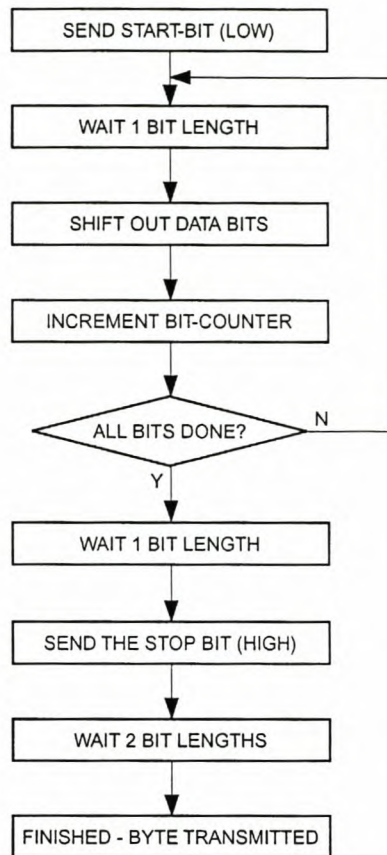 SEND START-BIT (LOW)
WAIT 1 BIT LENGTH
SHIFT OUT DATA BITS
INCREMENT BIT-COUNTER
ALL BITS DONE?
N
Y
WAIT 1 BIT LENGTH
SEND THE STOP BIT (HIGH)
WAIT 2 BIT LENGTHS
FINISHED - BYTE TRANSMITTED